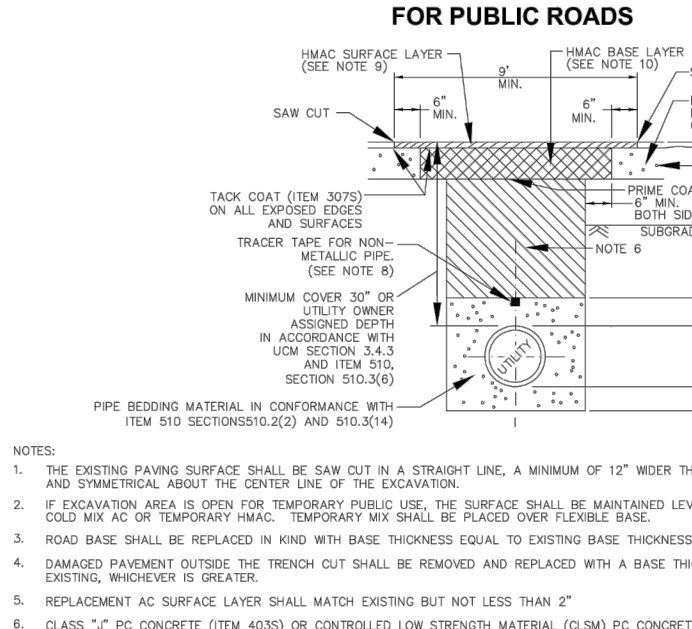 FOR PUBLIC ROADS
HMAC SURFACE LAYER
(SEE NOTE 9)
HMAC BASE LAYER
(SEE NOTE 10)
9'
MIN.
6"
MIN.
6"
MIN.
SAW CUT
TACK COAT (ITEM 307S)
ON ALL EXPOSED EDGES
AND SURFACES
PRIME
6" MIN.
BOTH
TRACER TAPE FOR NON-
METALLIC PIPE.
(SEE NOTE 8)
NOTE 6
MINIMUM COVER 30" OR
UTILITY OWNER
ASSIGNED DEPTH
IN ACCORDANCE WITH
UCM SECTION 3.4.3
AND ITEM 510,
SECTION 510.3(6)
UTILITY
PIPE BEDDING MATERIAL IN CONFORMANCE WITH
ITEM 510 SECTIONS510.2(2) AND 510.3(14)
NOTES:
1. THE EXISTING PAVING SURFACE SHALL BE SAW CUT IN A STRAIGHT LINE, A MINIMUM OF 12" WIDER
AND SYMMETRICAL ABOUT THE CENTER LINE OF THE EXCAVATION.
2. IF EXCAVATION AREA IS OPEN FOR TEMPORARY PUBLIC USE, THE SURFACE SHALL BE MAINTAINED
COLD MIX AC OR TEMPORARY HMAC. TEMPORARY MIX SHALL BE PLACED OVER FLEXIBLE BASE.
3. ROAD BASE SHALL BE REPLACED IN KIND WITH BASE THICKNESS EQUAL TO EXISTING BASE THICKNESS
4. DAMAGED PAVEMENT OUTSIDE THE TRENCH CUT SHALL BE REMOVED AND REPLACED WITH A BASE
EXISTING, WHICHEVER IS GREATER.
5. REPLACEMENT AC SURFACE LAYER SHALL MATCH EXISTING BUT NOT LESS THAN 2"
6. CLASS "J" PC CONCRETE (ITEM 403S) OR CONTROLLED LOW STRENGTH MATERIAL (CLSM) PC